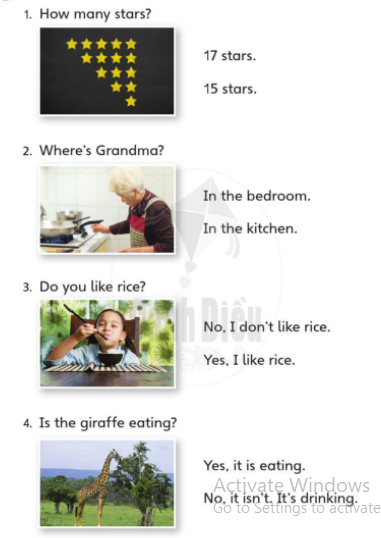 1. How many stars?
17 stars.
15 stars.
2. Where's Grandma?
In the bedroom.
In the kitchen.
3. Do you like rice?
No, I don't like rice.
Yes, I like rice.
4. Is the giraffe eating?
Yes, it is eating.
Activate Windows
No, it isn't. It's drinking.
Go to Settings to activate